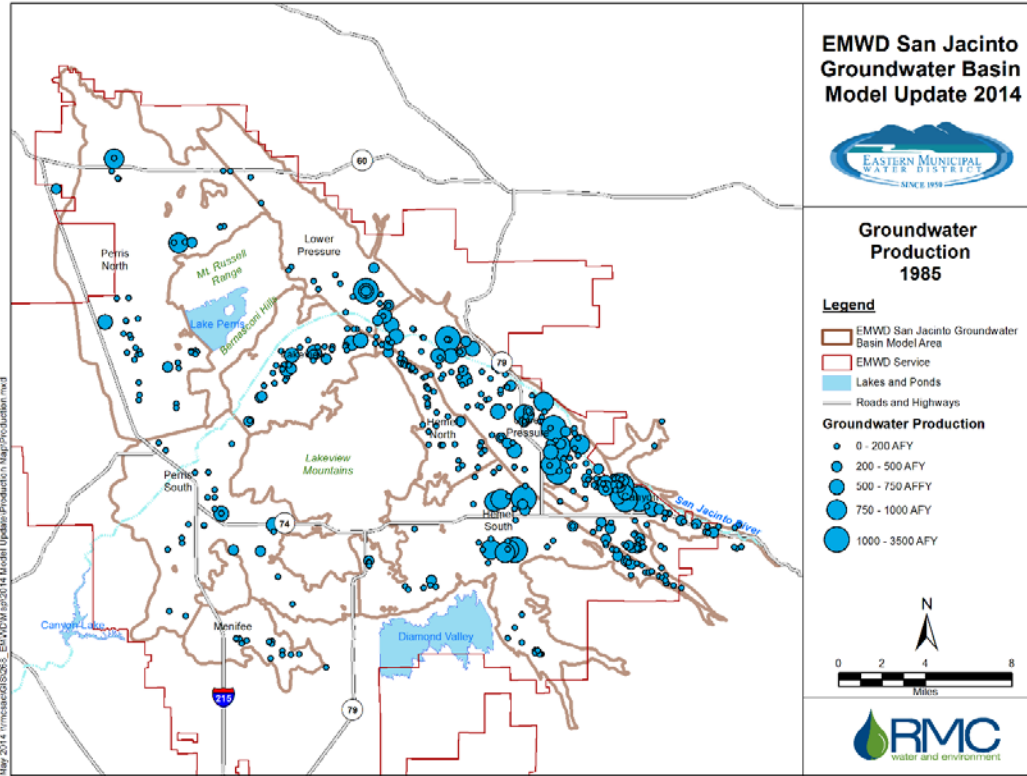 EMWD San Jacinto
Groundwater Basin
Model Update 2014
EASTERN MUNICIPAL
WATER DISTRICT
SINCE 1950
Groundwater
Production
1985
Legend
EMWD San Jacinto Groundwater
Basin Model Area
EMWD Service
Lakes and Ponds
Roads and Highways
Groundwater Production
0 - 200 AFY
200 - 500 AFY
500 - 750 AFFY
750 - 1000 AFY
1000 - 3500 AFY
N
0 2 4 8
Miles
RMC
water and environment
60
Lower
Pressure
Perris
North
Mt. Russell
Range
Lake Perris
Bernasconi Hills
79
Hemet
North
Pressure
Lakeview
Mountains
Perris
South
San Jacinto River
74
Hemet
South
Canyon Lake
Menifee
Diamond Valley
215
79